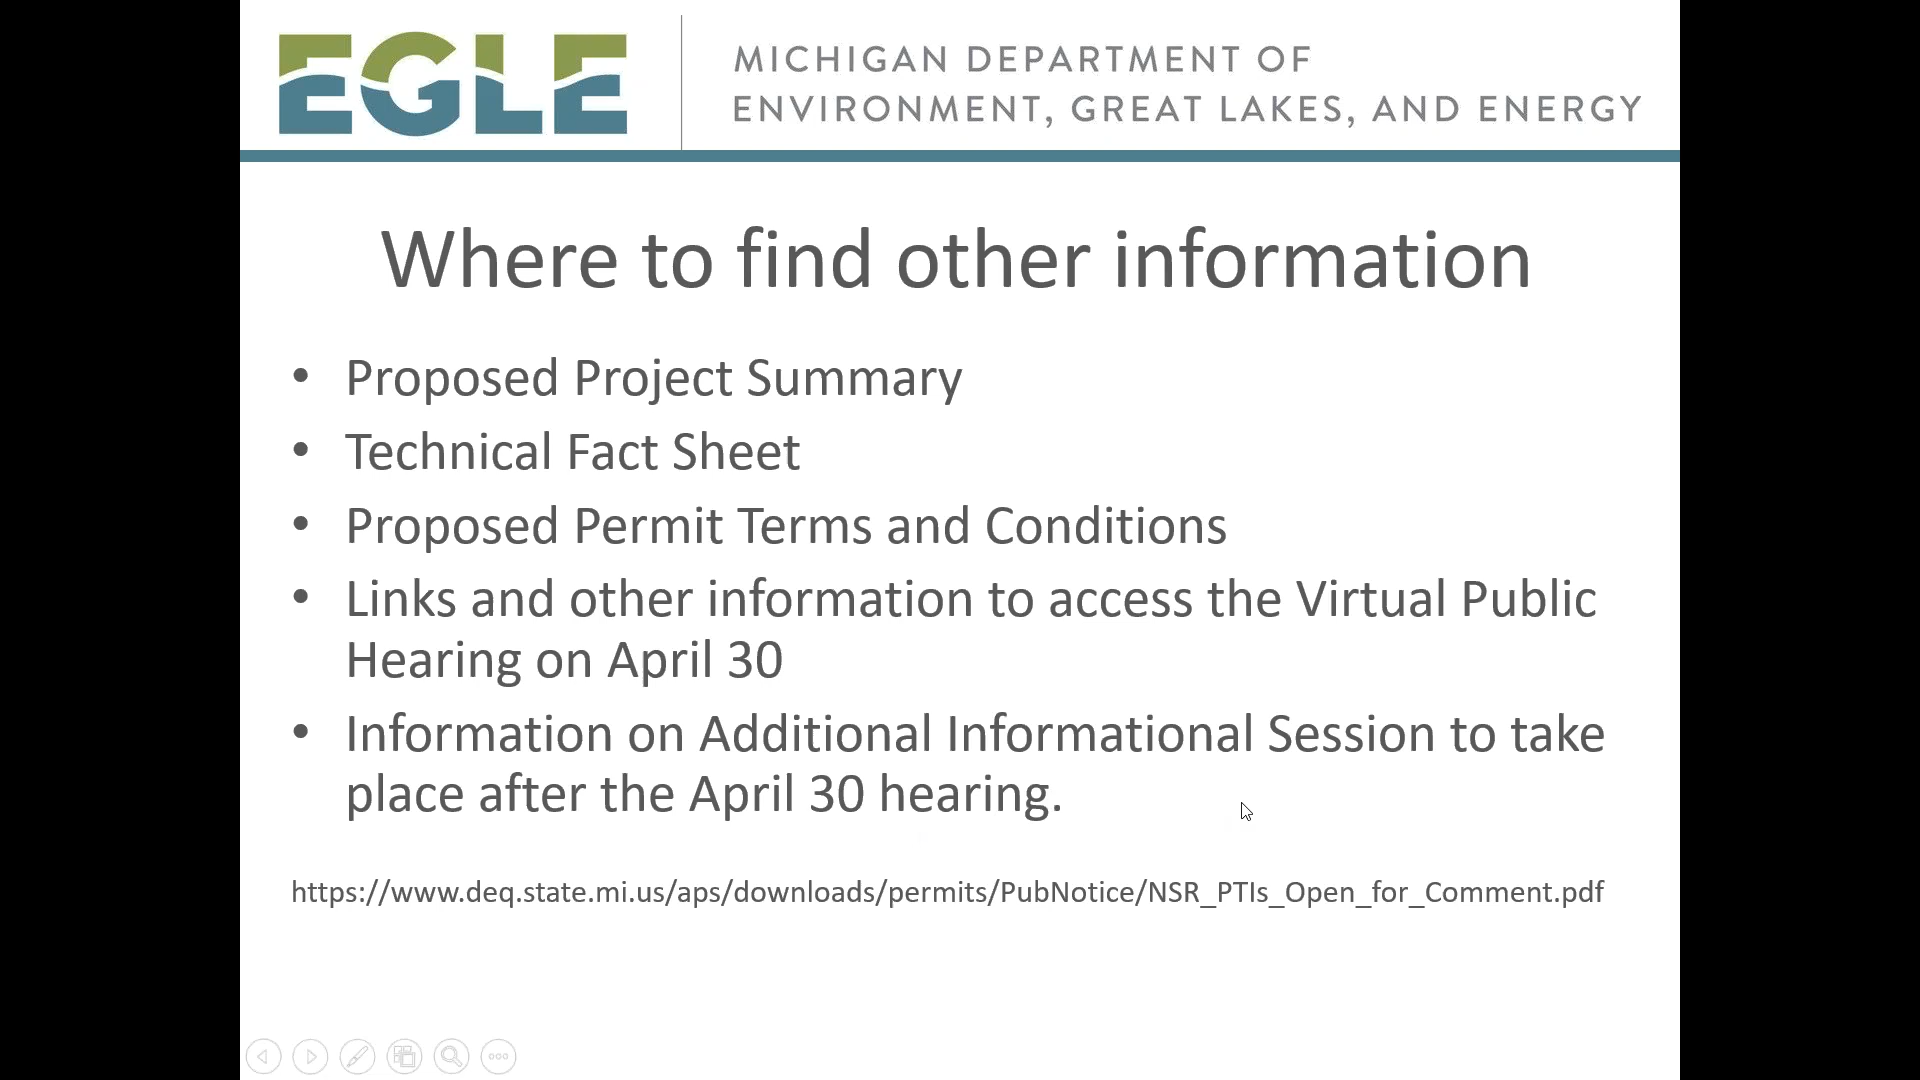 EGLE
MICHIGAN DEPARTMENT OF
ENVIRONMENT, GREAT LAKES, AND ENERGY
Where to find other information
• Proposed Project Summary
• Technical Fact Sheet
• Proposed Permit Terms and Conditions
• Links and other information to access the Virtual Public
Hearing on April 30
• Information on Additional Informational Session to take
place after the April 30 hearing.
https://www.deq.state.mi.us/aps/downloads/permits/PubNotice/NSR_PTIs_Open_for_Comment.pdf